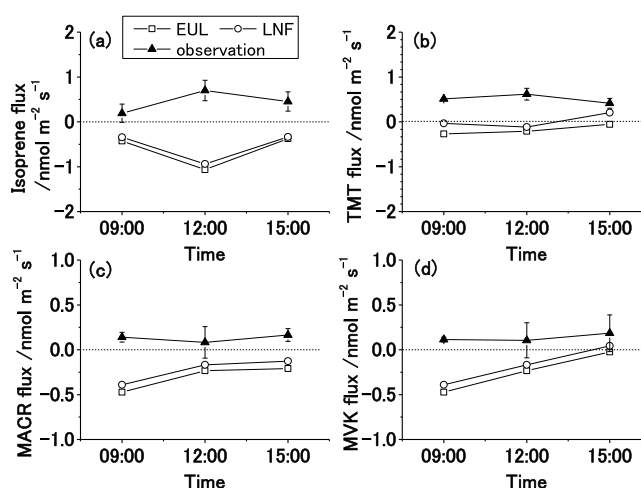 EUL LNF
observation
(a)
Isoprene flux
/nmol m⁻² s⁻¹
2
1
0
−1
−2
09:00 12:00 15:00
Time
(b)
TMT flux /nmol m⁻² s⁻¹
2
1
0
−1
−2
09:00 12:00 15:00
Time
(c)
MACR flux /nmol m⁻² s⁻¹
1.0
0.5
0.0
−0.5
−1.0
09:00 12:00 15:00
Time
(d)
MVK flux /nmol m⁻² s⁻¹
1.0
0.5
0.0
−0.5
−1.0
09:00 12:00 15:00
Time